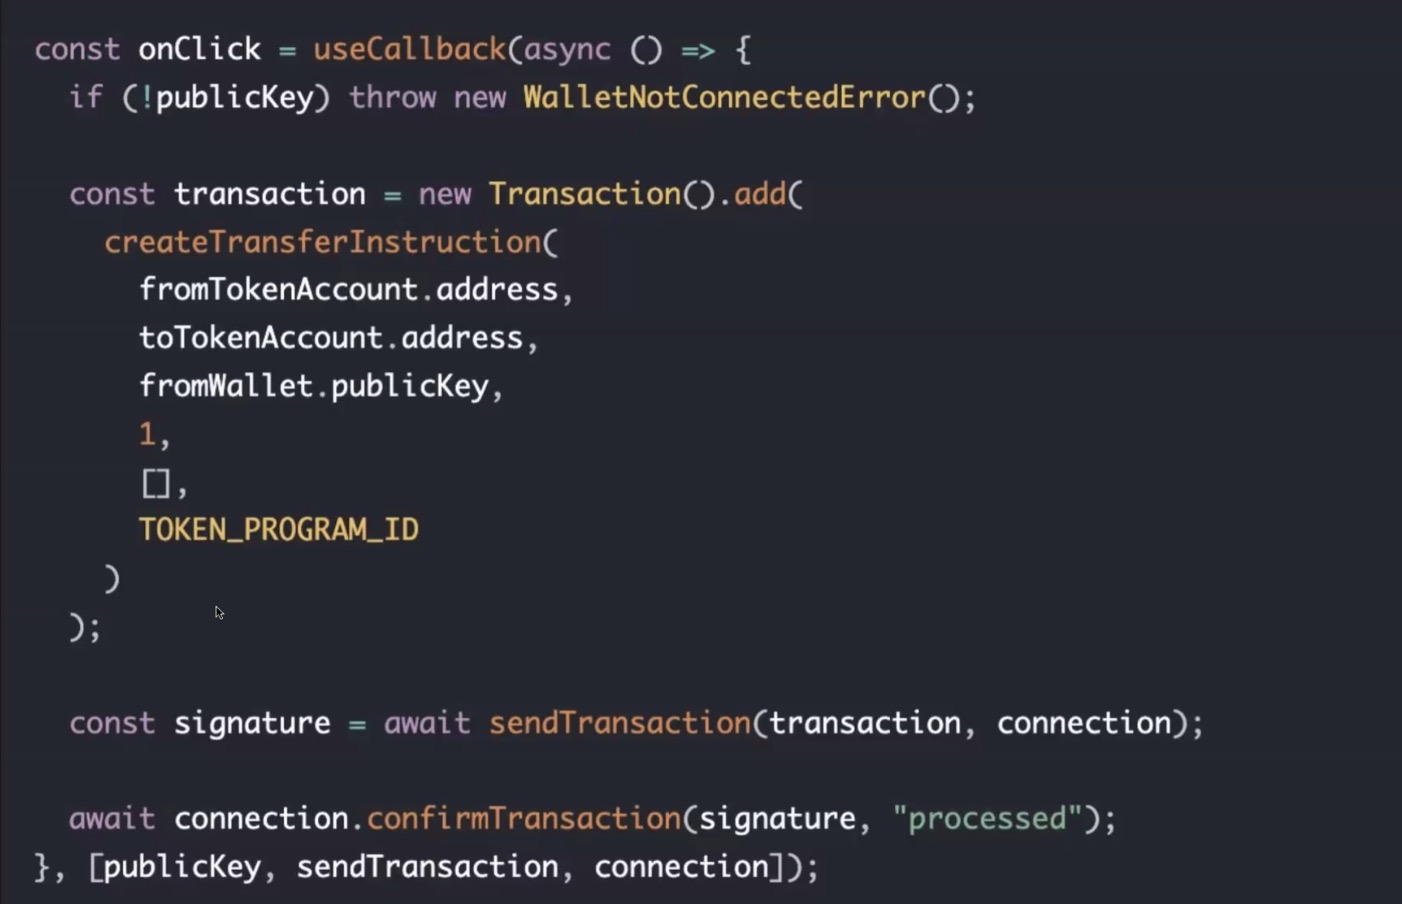 const onClick = useCallback(async () => {
  if (!publicKey) throw new WalletNotConnectedError();

  const transaction = new Transaction().add(
    createTransferInstruction(
      fromTokenAccount.address,
      toTokenAccount.address,
      fromWallet.publicKey,
      1,
      [],
      TOKEN_PROGRAM_ID
    )
  );

  const signature = await sendTransaction(transaction, connection);

  await connection.confirmTransaction(signature, "processed");
}, [publicKey, sendTransaction, connection]);